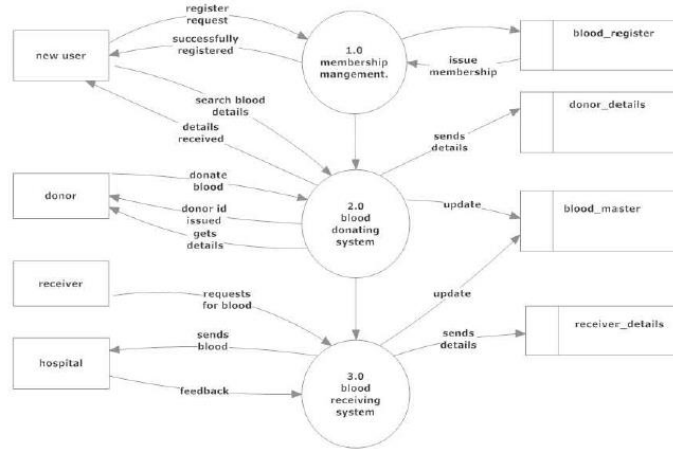 register
request
successfully
registered
new user
1.0
membership
mangement.
blood_register
issue
membership
search blood
details
details
received
donor_details
sends
details
donate
blood
donor
donor id
issued
gets
details
2.0
blood
donating
system
update
blood_master
receiver
requests
for blood
update
sends
blood
hospital
feedback
3.0
blood
receiving
system
sends
details
receiver_details